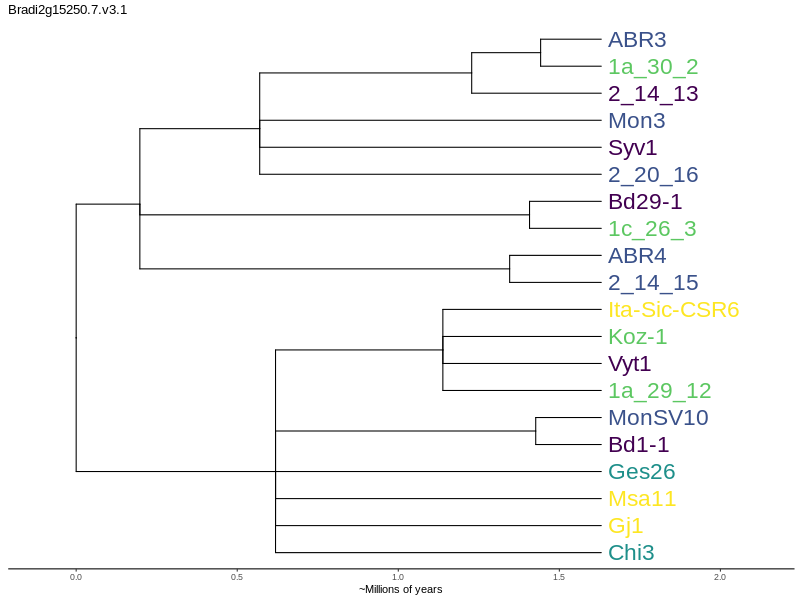 Bradi2g15250.7.v3.1
ABR3
1a_30_2
2_14_13
Mon3
Syv1
2_20_16
Bd29-1
1c_26_3
ABR4
2_14_15
Ita-Sic-CSR6
Koz-1
Vyt1
1a_29_12
MonSV10
Bd1-1
Ges26
Msa11
Gj1
Chi3
0.0 0.5 1.0 1.5 2.0
~Millions of years